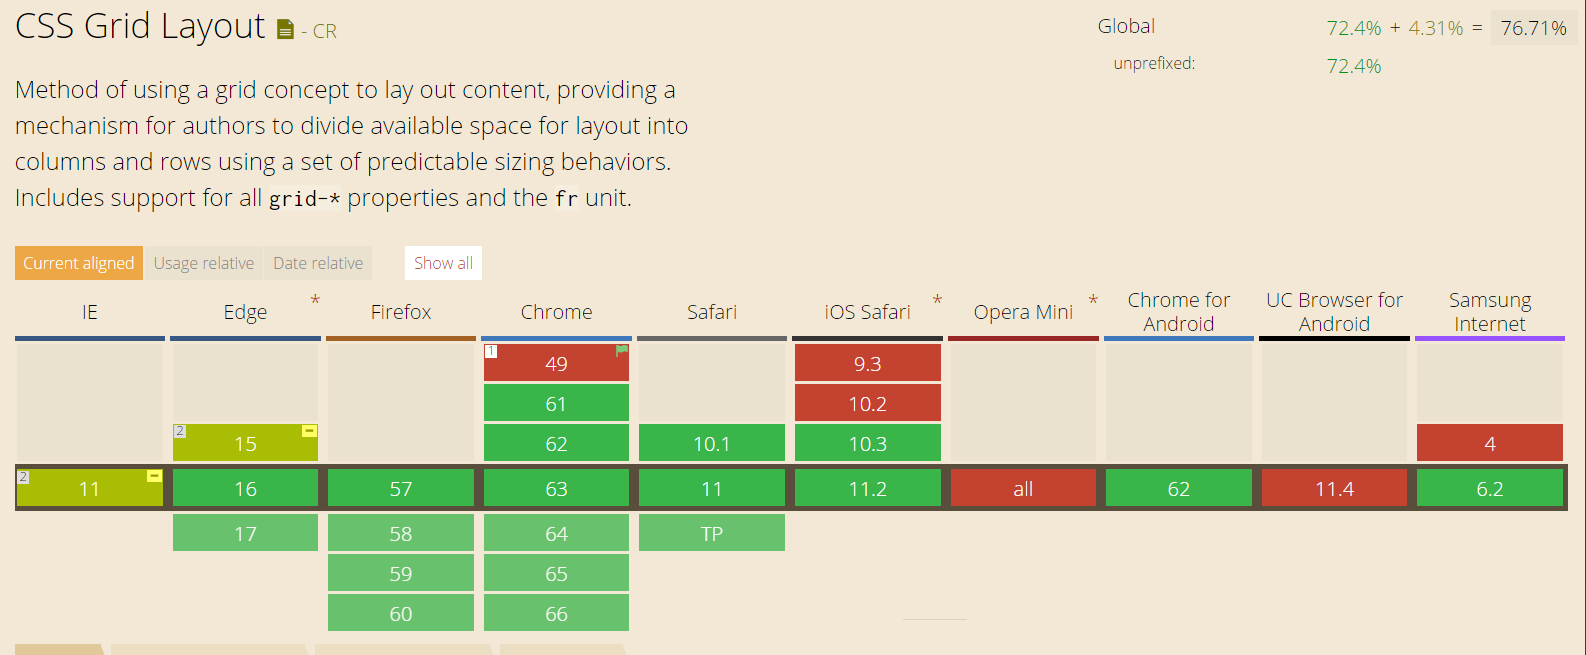 CSS Grid Layout - CR
Global 72.4% + 4.31% = 76.71%
unprefixed: 72.4%
Method of using a grid concept to lay out content, providing a
mechanism for authors to divide available space for layout into
columns and rows using a set of predictable sizing behaviors.
Includes support for all grid-* properties and the fr unit.
Current aligned Usage relative Date relative Show all
IE Edge * Firefox Chrome Safari iOS Safari * Opera Mini * Chrome for Android UC Browser for Android Samsung Internet
1 49 9.3
61 10.2
2 15 - 62 10.1 10.3 4
2 11 - 16 57 63 11 11.2 all 62 11.4 6.2
17 58 64 TP
59 65
60 66